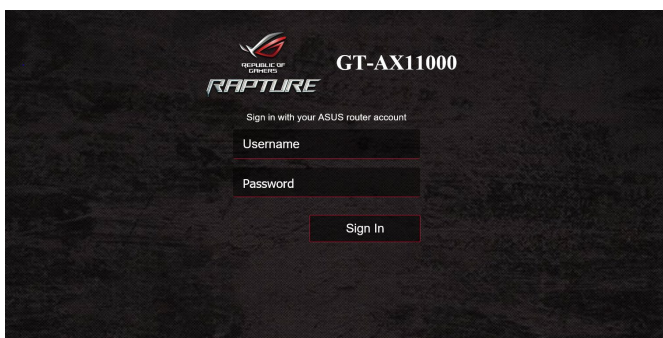 REPUBLIC OF
GAMERS
RAPTURE
GT-AX11000
Sign in with your ASUS router account
Username
Password
Sign In